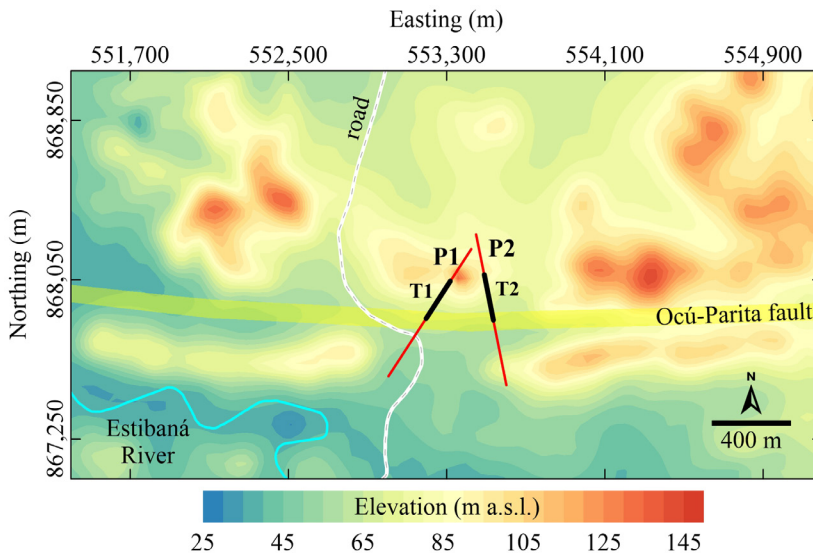 Easting (m)
551,700 552,500 553,300 554,100 554,900
Northing (m)
868,850
868,050
867,250
road
P1 P2
T1 T2
Ocú-Parita fault
Estibaná
River
N
400 m
Elevation (m a.s.l.)
25 45 65 85 105 125 145